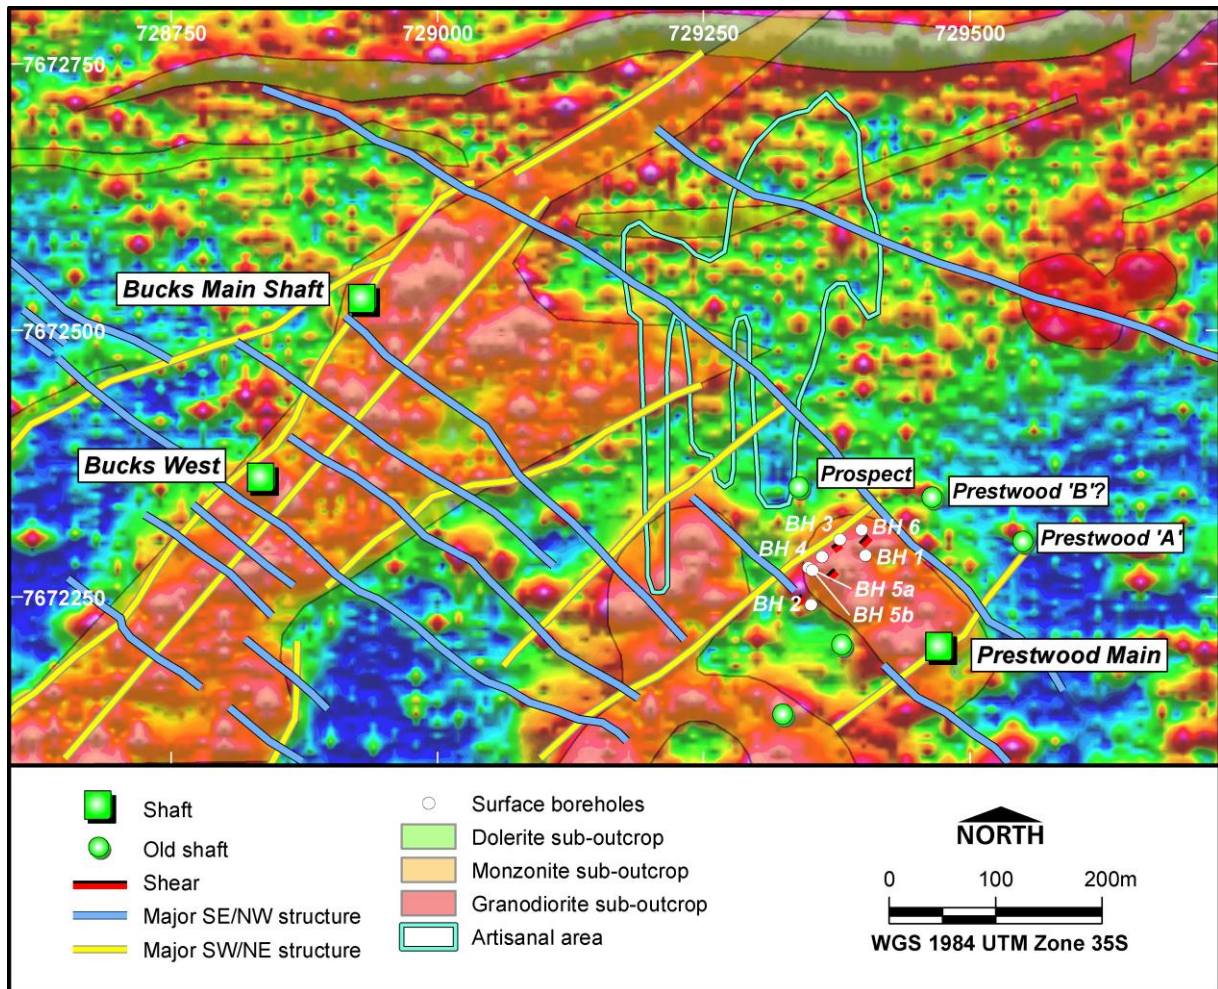 728750
729000
729250
729500
7672750
Bucks Main Shaft
7672500
Bucks West
Prospect
Prestwood 'B'?
BH 3
BH 6
Prestwood 'A'
BH 4
BH 1
BH 5a
7672250
BH 2
BH 5b
Prestwood Main
Shaft
Old shaft
Shear
Major SE/NW structure
Major SW/NE structure
Surface boreholes
Dolerite sub-outcrop
Monzonite sub-outcrop
Granodiorite sub-outcrop
Artisanal area
NORTH
0 100 200m
WGS 1984 UTM Zone 35S